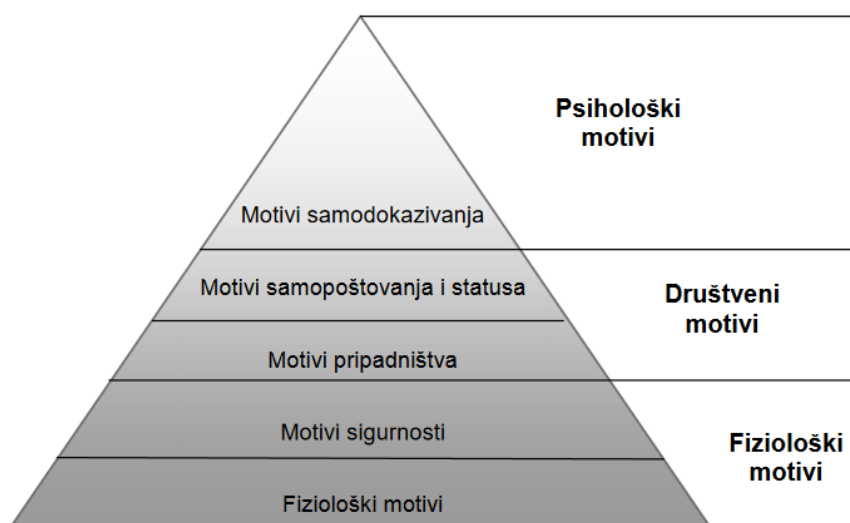 Psihološki
motivi
Motivi samodokazivanja
Motivi samopoštovanja i statusa
Društveni
motivi
Motivi pripadništva
Motivi sigurnosti
Fiziološki
motivi
Fiziološki motivi